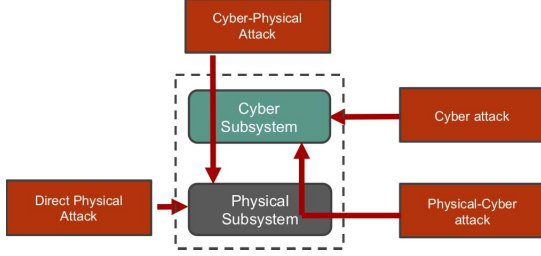 Cyber-Physical
Attack
Cyber
Subsystem
Cyber attack
Direct Physical
Attack
Physical
Subsystem
Physical-Cyber
attack